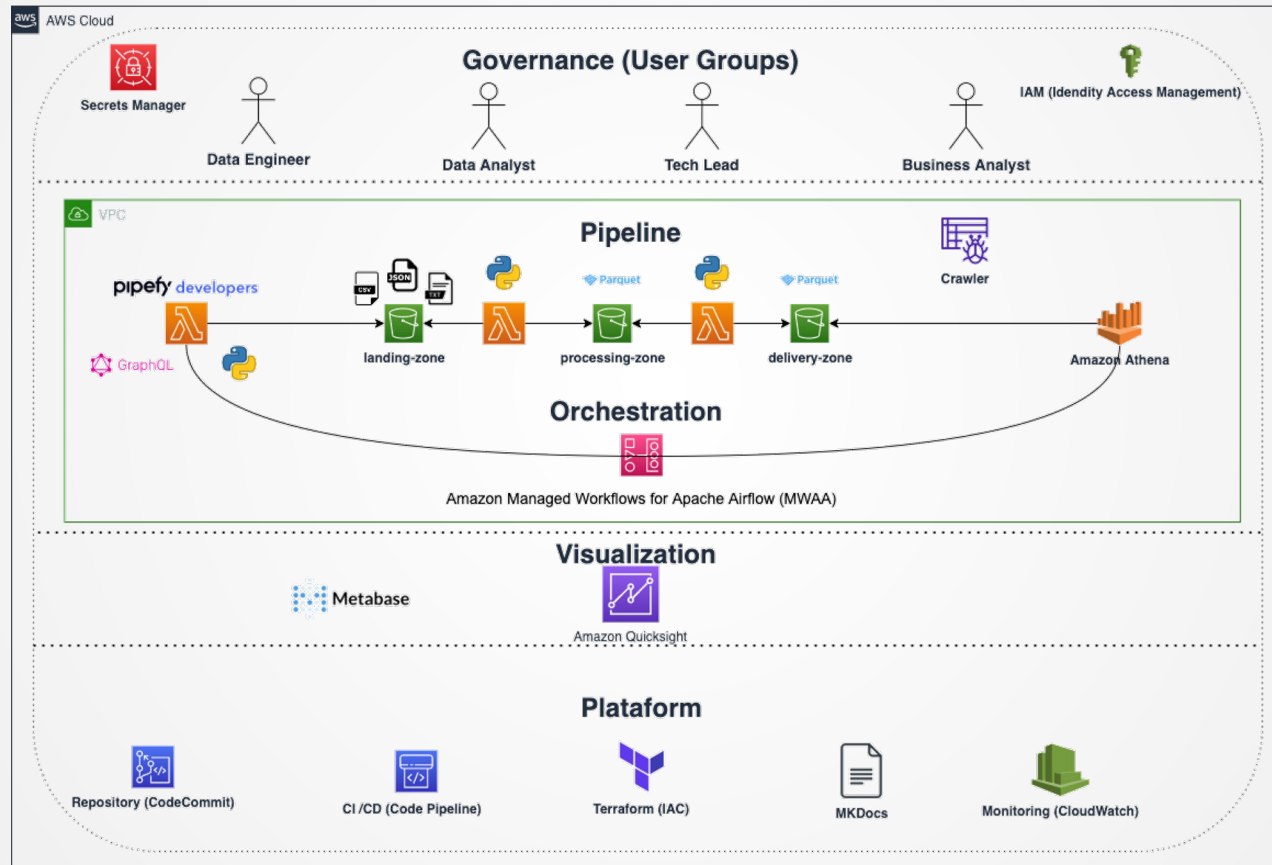 aws
AWS Cloud
Governance (User Groups)
Secrets Manager
IAM (Idendity Access Management)
Data Engineer
Data Analyst
Tech Lead
Business Analyst
VPC
Pipeline
Crawler
pipefy developers
CSV
JSON
TXT
Parquet
Parquet
landing-zone
processing-zone
delivery-zone
Amazon Athena
GraphQL
Orchestration
Amazon Managed Workflows for Apache Airflow (MWAA)
Visualization
Metabase
Amazon Quicksight
Plataform
Repository (CodeCommit)
CI /CD (Code Pipeline)
Terraform (IAC)
MKDocs
Monitoring (CloudWatch)